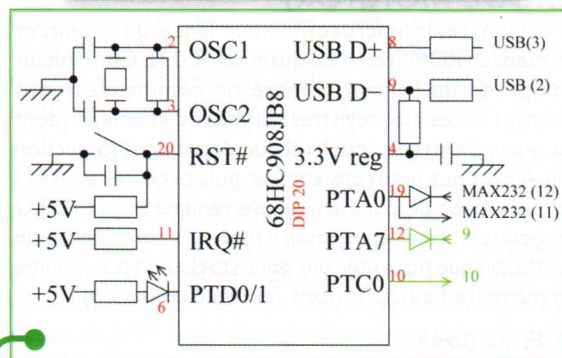 2 OSC1
3 OSC2
20 RST#
+5V
+5V 11 IRQ#
+5V 6 PTD0/1
68HC908JB8
DIP 20
USB D+ 8 USB(3)
USB D- 9 USB (2)
3.3V reg 4
PTA0 19 MAX232 (12)
MAX232 (11)
PTA7 12 9
PTC0 10 10